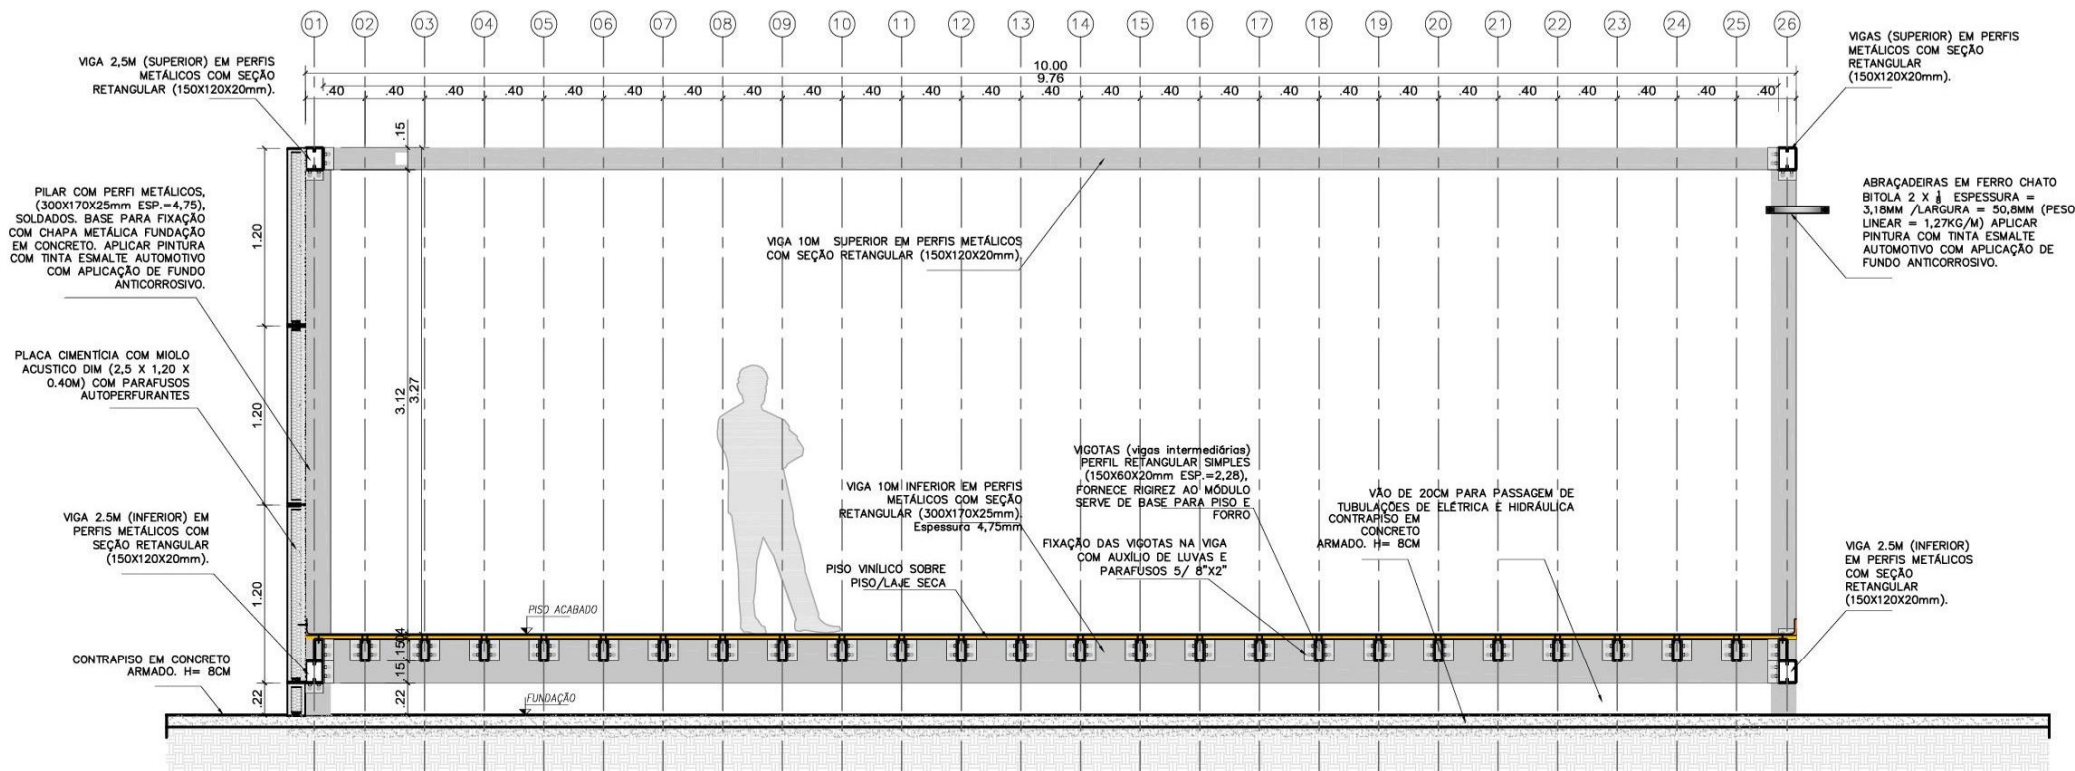 01 02 03 04 05 06 07 08 09 10 11 12 13 14 15 16 17 18 19 20 21 22 23 24 25 26
10.00
9.76
.40 .40 .40 .40 .40 .40 .40 .40 .40 .40 .40 .40 .40 .40 .40 .40 .40 .40 .40 .40 .40 .40 .40 .40 .40
VIGA 2,5M (SUPERIOR) EM PERFIS
METÁLICOS COM SEÇÃO
RETANGULAR (150X120X20mm).
VIGAS (SUPERIOR) EM PERFIS
METÁLICOS COM SEÇÃO
RETANGULAR
(150X120X20mm).
.15
PILAR COM PERFI METÁLICOS,
(300X170X25mm ESP.=4,75),
SOLDADOS. BASE PARA FIXAÇÃO
COM CHAPA METÁLICA FUNDAÇÃO
EM CONCRETO. APLICAR PINTURA
COM TINTA ESMALTE AUTOMOTIVO
COM APLICAÇÃO DE FUNDO
ANTICORROSIVO.
1.20
VIGA 10M SUPERIOR EM PERFIS METÁLICOS
COM SEÇÃO RETANGULAR (150X120X20mm)
ABRAÇADEIRAS EM FERRO CHATO
BITOLA 2 X 1/8 ESPESSURA =
3,18MM /LARGURA = 50,8MM (PESO
LINEAR = 1,27KG/M) APLICAR
PINTURA COM TINTA ESMALTE
AUTOMOTIVO COM APLICAÇÃO DE
FUNDO ANTICORROSIVO.
PLACA CIMENTÍCIA COM MIOLO
ACUSTICO DIM (2,5 X 1,20 X
0.40M) COM PARAFUSOS
AUTOPERFURANTES
1.20
3.12
3.27
VIGA 2.5M (INFERIOR) EM
PERFIS METÁLICOS COM
SEÇÃO RETANGULAR
(150X120X20mm).
1.20
VIGA 10M INFERIOR EM PERFIS
METÁLICOS COM SEÇÃO
RETANGULAR (300X170X25mm)
Espessura 4,75mm
PISO VINÍLICO SOBRE
PISO/LAJE SECA
VIGOTAS (vigas intermediárias)
PERFIL RETANGULAR SIMPLES
(150X60X20mm ESP.=2,28),
FORNECE RIGIREZ AO MÓDULO
SERVE DE BASE PARA PISO E
FORRO
FIXAÇÃO DAS VIGOTAS NA VIGA
COM AUXÍLIO DE LUVAS E
PARAFUSOS 5/ 8"X2"
VÃO DE 20CM PARA PASSAGEM DE
TUBULAÇÕES DE ELÉTRICA E HIDRÁULICA
CONTRAPISO EM
CONCRETO
ARMADO. H= 8CM
VIGA 2.5M (INFERIOR)
EM PERFIS METÁLICOS
COM SEÇÃO
RETANGULAR
(150X120X20mm).
PISO ACABADO
.04
.15
.15
CONTRAPISO EM CONCRETO
ARMADO. H= 8CM
.22
.22
FUNDAÇÃO